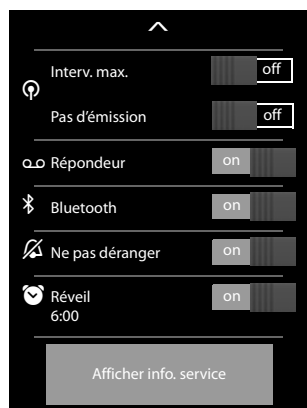 Interv. max. off
Pas d'émission off
Répondeur on
Bluetooth on
Ne pas déranger on
Réveil on
6:00
Afficher info. service